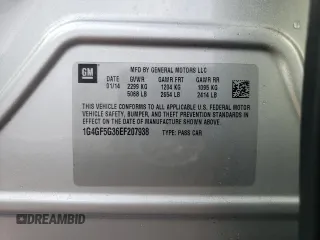 GM
MFD BY GENERAL MOTORS LLC
DATE GVWR GAWR FRT GAWR RR
01/14 2299 KG 1204 KG 1095 KG
5068 LB 2654 LB 2414 LB
THIS VEHICLE CONFORMS TO ALL APPLICABLE U.S. FEDERAL MOTOR
VEHICLE SAFETY, BUMPER, AND THEFT PREVENTION STANDARDS
IN EFFECT ON THE DATE OF MANUFACTURE SHOWN ABOVE.
1G4GF5G36EF207938 TYPE: PASS CAR
DREAMBID